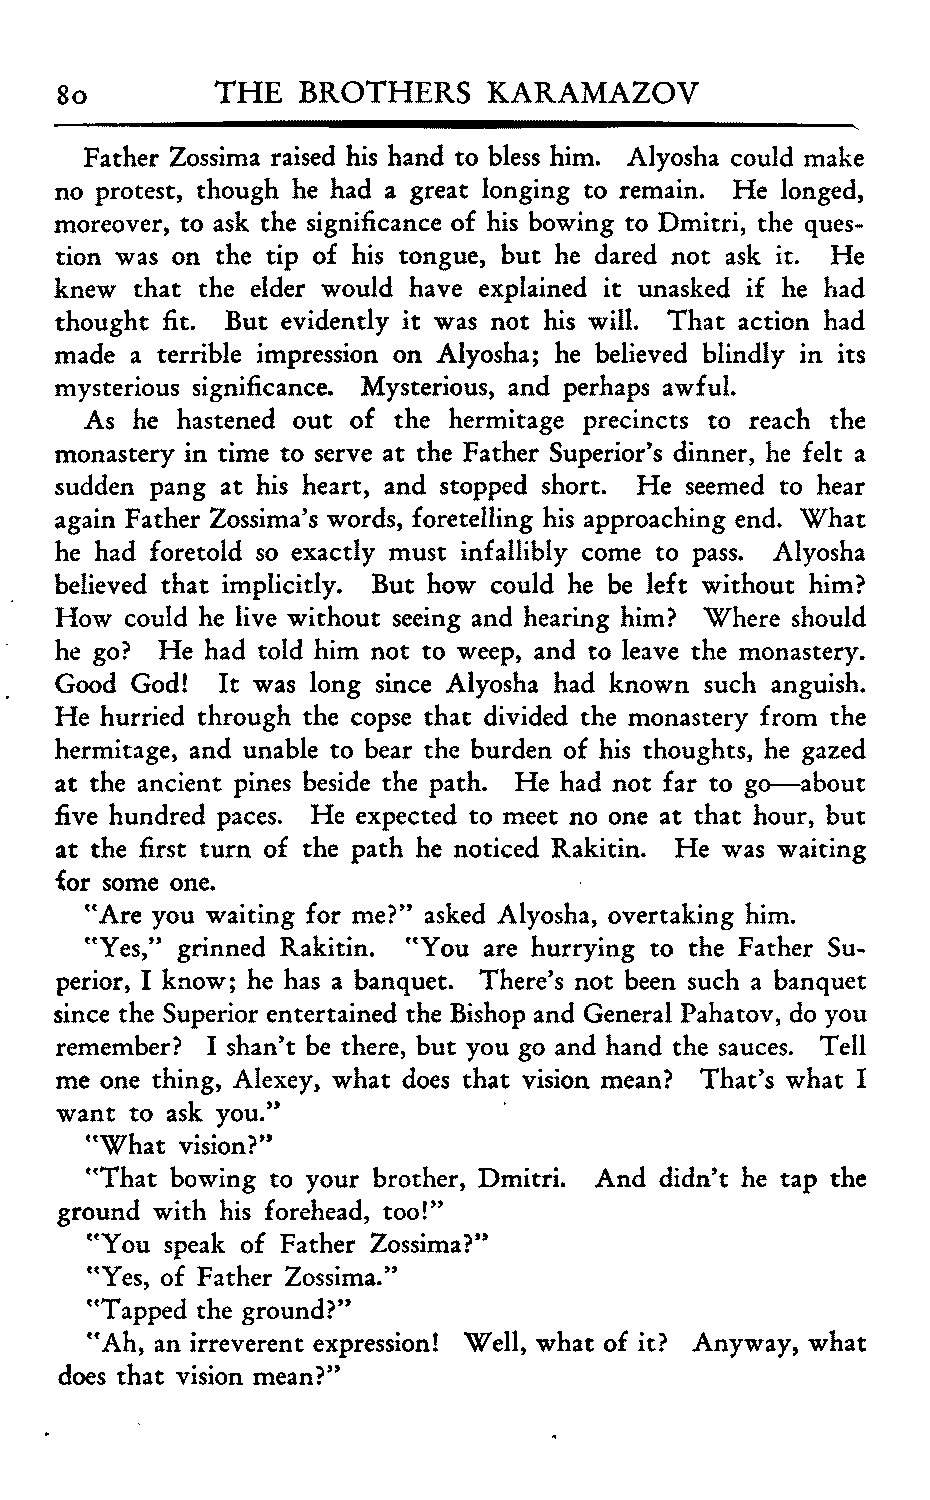 80 THE BROTHERS KARAMAZOV
Father Zossima raised his hand to bless him. Alyosha could make
no protest, though he had a great longing to remain. He longed,
moreover, to ask the significance of his bowing to Dmitri, the ques-
tion was on the tip of his tongue, but he dared not ask it. He
knew that the elder would have explained it unasked if he had
thought fit. But evidently it was not his will. That action had
made a terrible impression on Alyosha; he believed blindly in its
mysterious significance. Mysterious, and perhaps awful.
As he hastened out of the hermitage precincts to reach the
monastery in time to serve at the Father Superior's dinner, he felt a
sudden pang at his heart, and stopped short. He seemed to hear
again Father Zossima's words, foretelling his approaching end. What
he had foretold so exactly must infallibly come to pass. Alyosha
believed that implicitly. But how could he be left without him?
How could he live without seeing and hearing him? Where should
he go? He had told him not to weep, and to leave the monastery.
Good God! It was long since Alyosha had known such anguish.
He hurried through the copse that divided the monastery from the
hermitage, and unable to bear the burden of his thoughts, he gazed
at the ancient pines beside the path. He had not far to go—about
five hundred paces. He expected to meet no one at that hour, but
at the first turn of the path he noticed Rakitin. He was waiting
for some one.
"Are you waiting for me?" asked Alyosha, overtaking him.
"Yes," grinned Rakitin. "You are hurrying to the Father Su-
perior, I know; he has a banquet. There's not been such a banquet
since the Superior entertained the Bishop and General Pahatov, do you
remember? I shan't be there, but you go and hand the sauces. Tell
me one thing, Alexey, what does that vision mean? That's what I
want to ask you."
"What vision?"
"That bowing to your brother, Dmitri. And didn't he tap the
ground with his forehead, too!"
"You speak of Father Zossima?"
"Yes, of Father Zossima."
"Tapped the ground?"
"Ah, an irreverent expression! Well, what of it? Anyway, what
does that vision mean?"